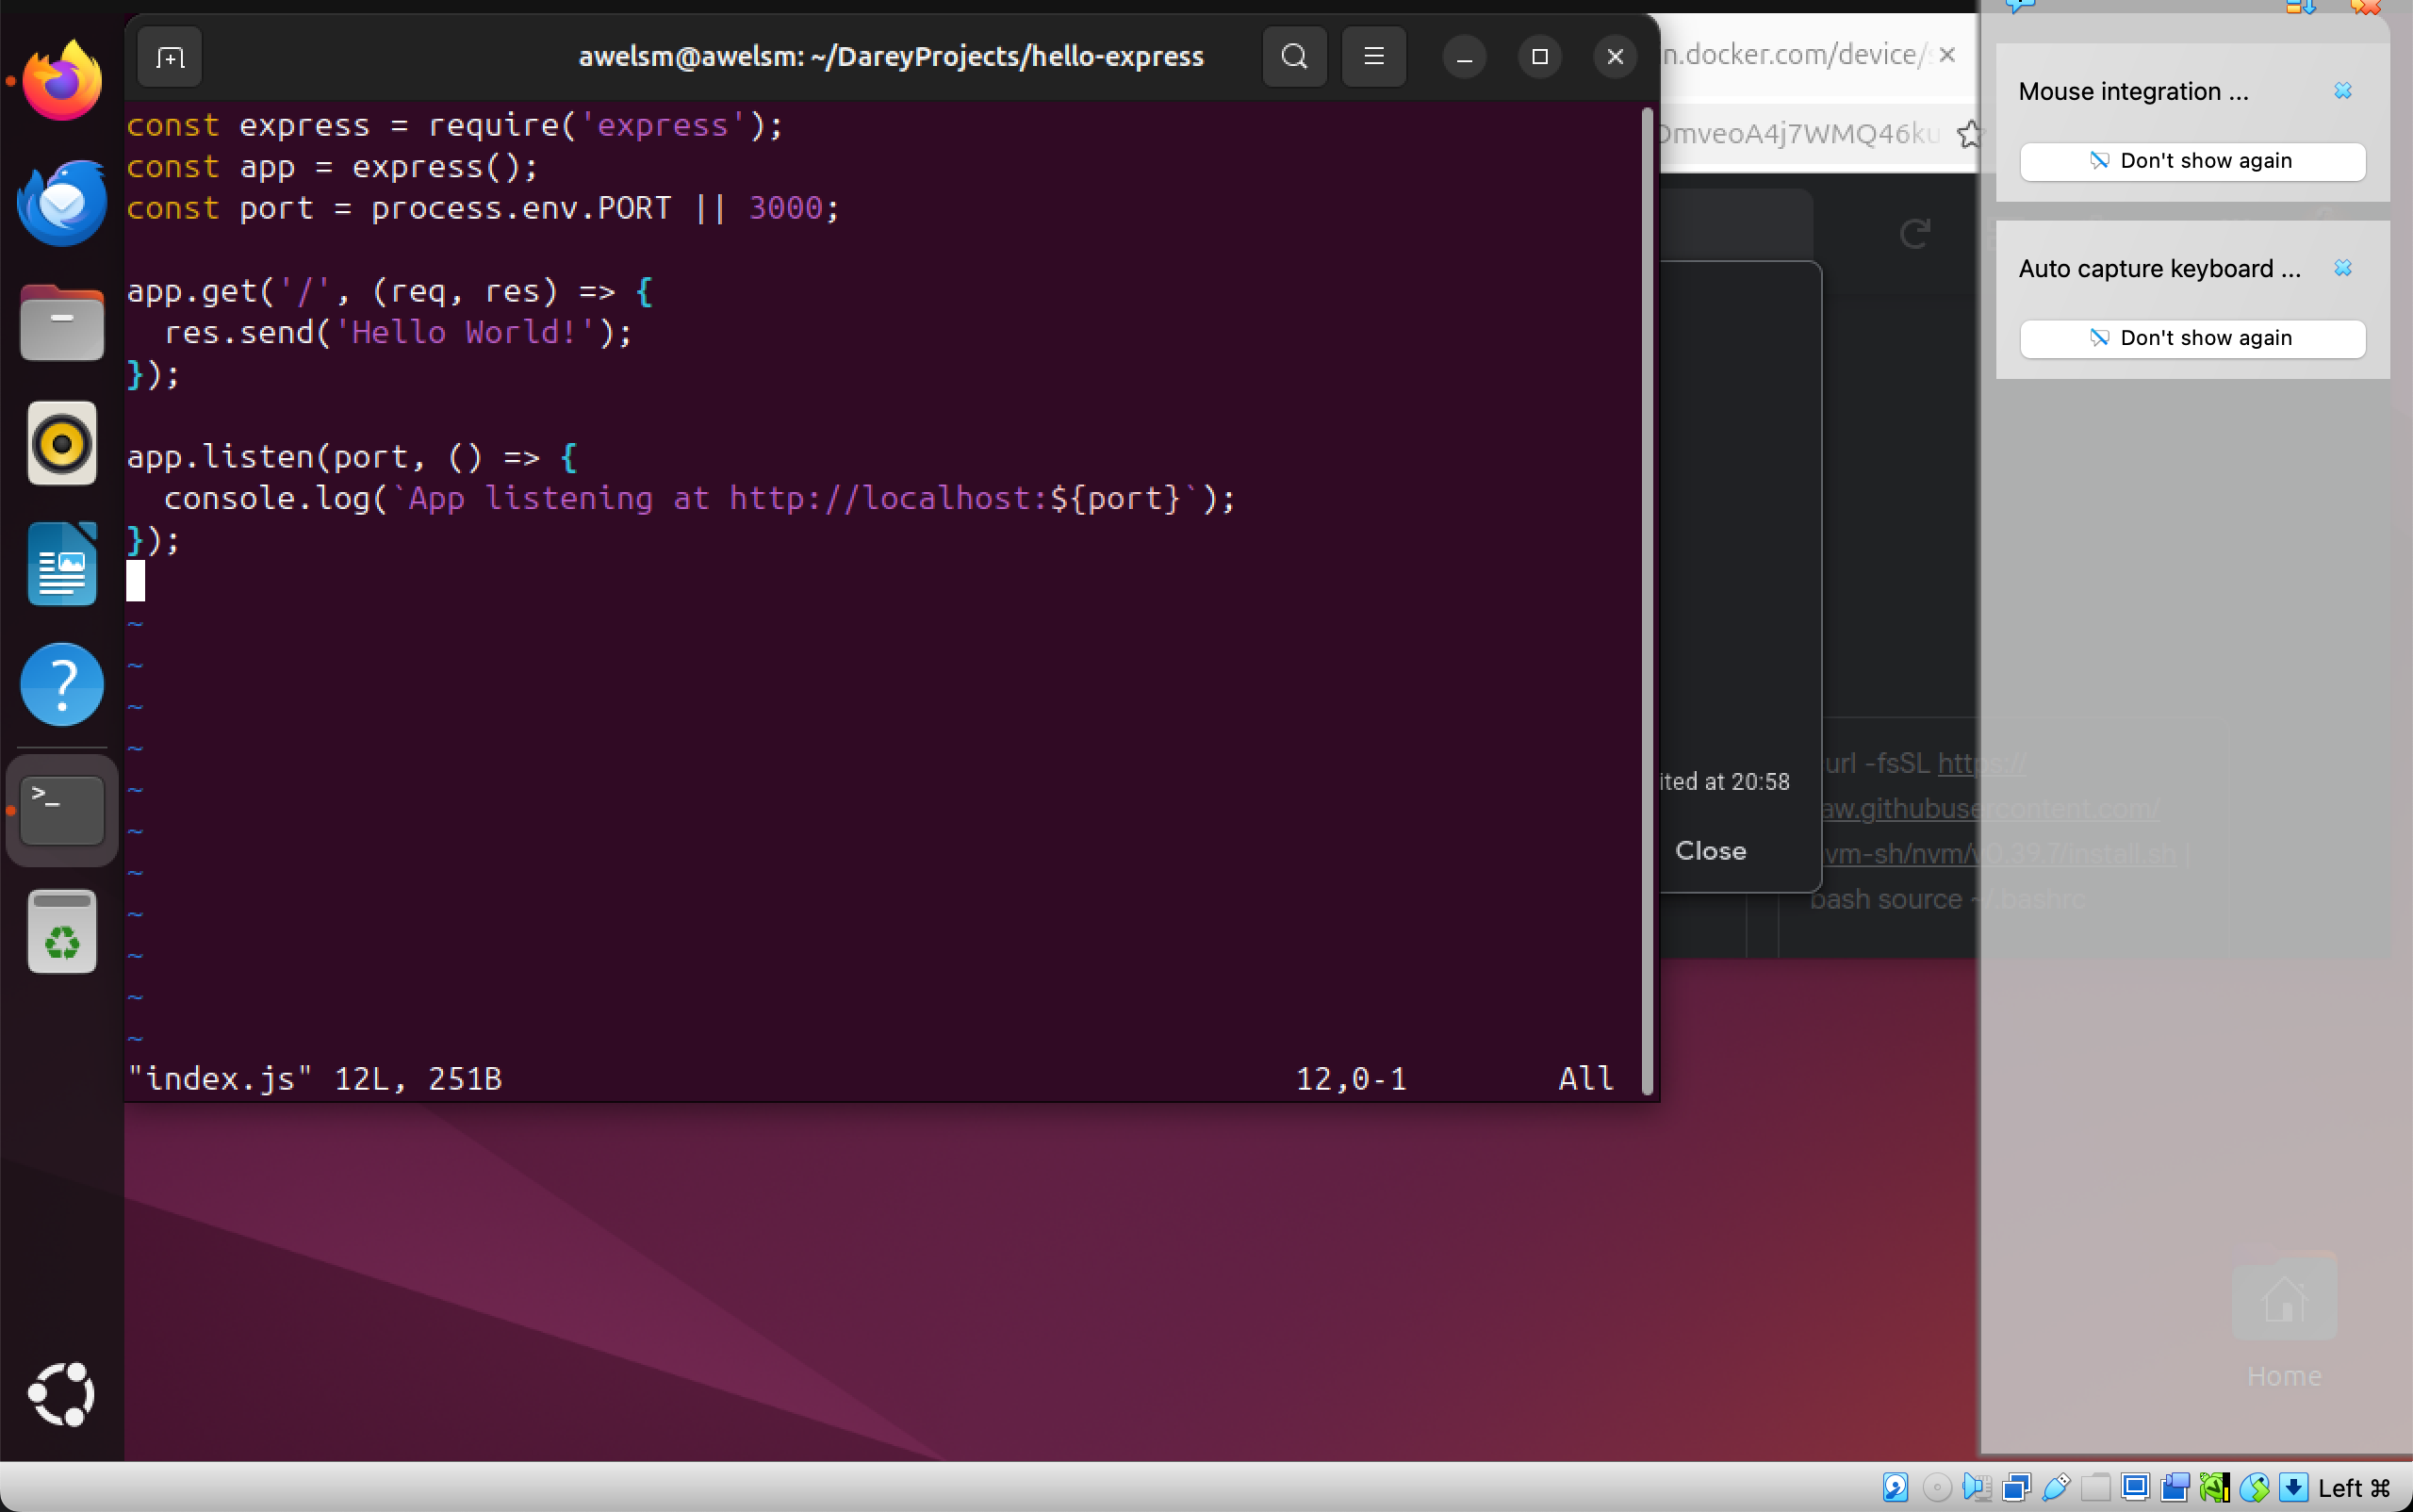 awelsm@awelsm: ~/DareyProjects/hello-express
const express = require('express');
const app = express();
const port = process.env.PORT || 3000;
app.get('/', (req, res) => {
  res.send('Hello World!');
});
app.listen(port, () => {
  console.log(`App listening at http://localhost:${port}`);
});
~
~
~
~
~
~
~
~
~
~
~
"index.js" 12L, 251B 12,0-1 All
n.docker.com/device/
OmveoA4j7WMQ46ku
ited at 20:58
Close
url -fsSL https://
aw.githubusercontent.com/
vm-sh/nvm/v0.39.7/install.sh |
bash source ~/.bashrc
Mouse integration ...
Don't show again
Auto capture keyboard ...
Don't show again
Home
Left ⌘